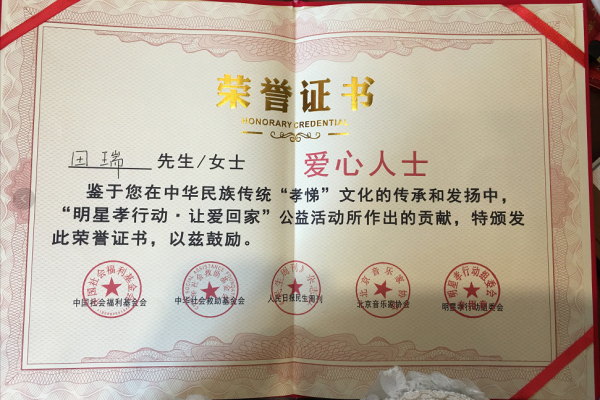 荣誉证书
HONORARY CREDENTIAL
田瑞 先生/女士 爱心人士
鉴于您在中华民族传统“孝悌”文化的传承和发扬中，
“明星孝行动·让爱回家”公益活动所作出的贡献，特颁发
此荣誉证书，以兹鼓励。
中国社会福利基金会 中华社会救助基金会 人民日报民生周刊 北京音乐家协会 明星孝行动组委会